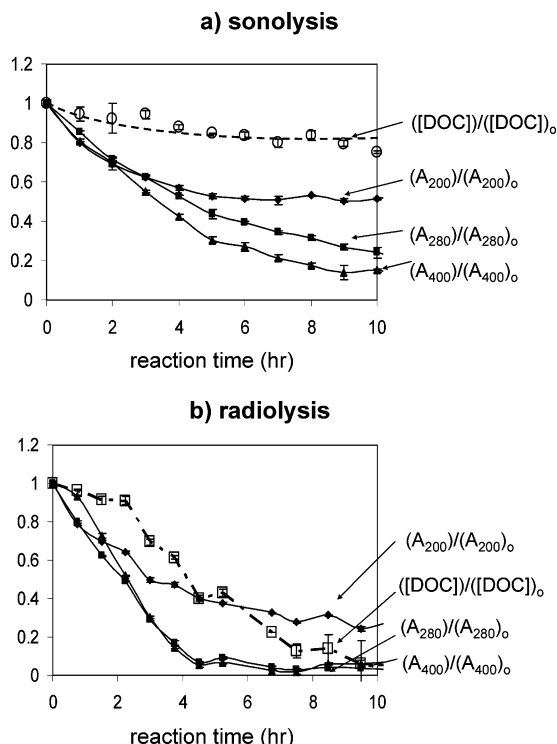 a) sonolysis
1.2
1
0.8
0.6
0.4
0.2
0
0 2 4 6 8 10
reaction time (hr)
([DOC])/([DOC])o
(A200)/(A200)o
(A280)/(A280)o
(A400)/(A400)o
b) radiolysis
1.2
1
0.8
0.6
0.4
0.2
0
0 2 4 6 8 10
reaction time (hr)
(A200)/(A200)o
([DOC])/([DOC])o
(A280)/(A280)o
(A400)/(A400)o